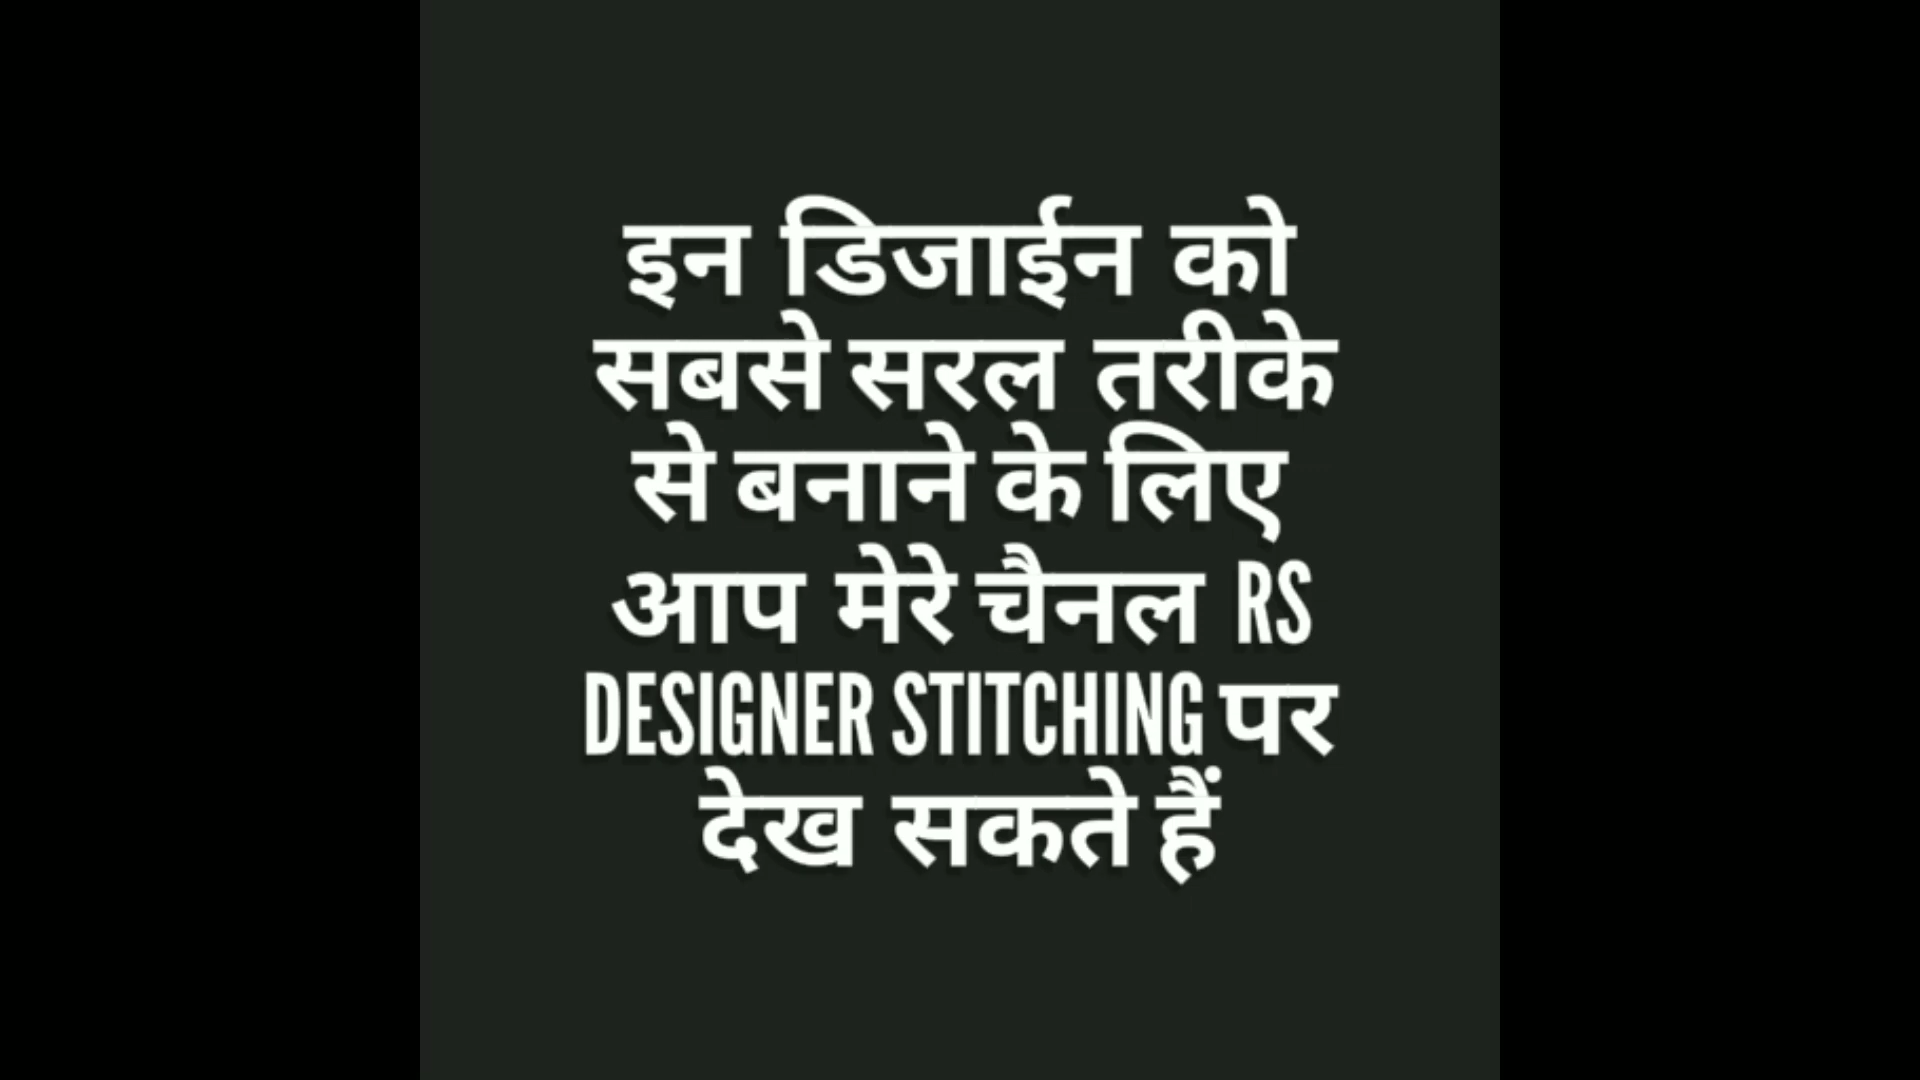 इन डिजाईन को
सबसे सरल तरीके
से बनाने के लिए
आप मेरे चैनल RS
DESIGNER STITCHING पर
देख सकते हैं